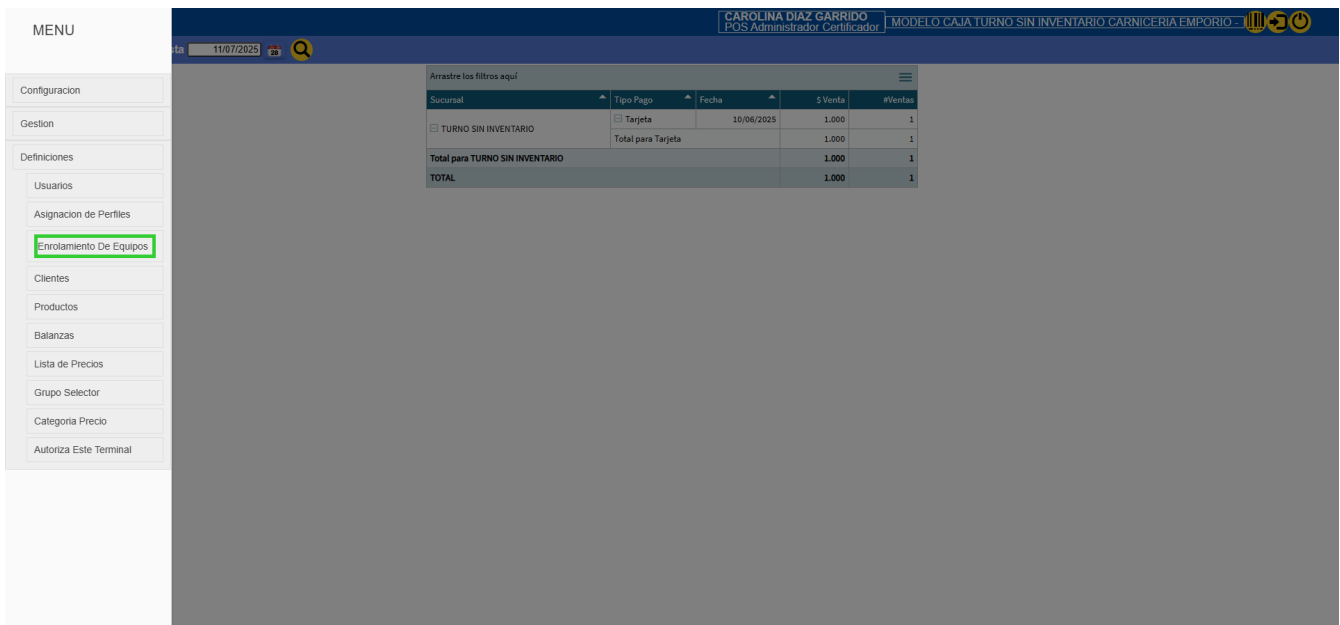 MENU
CAROLINA DIAZ GARRIDO
POS Administrador Certificador
MODELO CAJA TURNO SIN INVENTARIO CARNICERIA EMPORIO -
sta 11/07/2025
Configuracion
Gestion
Definiciones
Usuarios
Asignacion de Perfiles
Enrolamiento De Equipos
Clientes
Productos
Balanzas
Lista de Precios
Grupo Selector
Categoria Precio
Autoriza Este Terminal
Arrastre los filtros aquí
Sucursal Tipo Pago Fecha $ Venta #Ventas
TURNO SIN INVENTARIO Tarjeta 10/06/2025 1.000 1
Total para Tarjeta 1.000 1
Total para TURNO SIN INVENTARIO 1.000 1
TOTAL 1.000 1